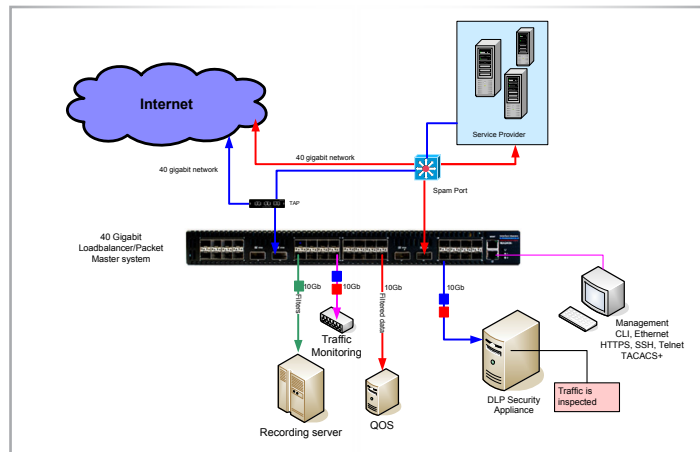 Internet
Service Provider
40 gigabit network
40 gigabit network
Spam Port
TAP
40 Gigabit
Loadbalancer/Packet
Master system
10Gb
10Gb
10Gb
10Gb
Filters
Filtered data
Traffic
Monitoring
Management
CLI, Ethernet
HTTPS, SSH, Telnet
TACACS+
Recording server
QOS
DLP Security
Appliance
Traffic is
inspected